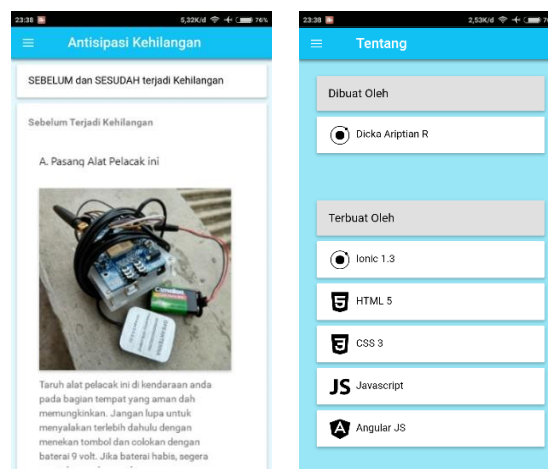 23:38
5,32K/d
76%
Antisipasi Kehilangan
SEBELUM dan SESUDAH terjadi Kehilangan
Sebelum Terjadi Kehilangan
A. Pasang Alat Pelacak ini
Taruh alat pelacak ini di kendaraan anda
pada bagian tempat yang aman dah
memungkinkan. Jangan lupa untuk
menyalakan terlebih dahulu dengan
menekan tombol dan colokan dengan
baterai 9 volt. Jika baterai habis, segera
23:38
2,53K/d
Tentang
Dibuat Oleh
Dicka Ariptian R
Terbuat Oleh
Ionic 1.3
HTML 5
CSS 3
JS Javascript
Angular JS